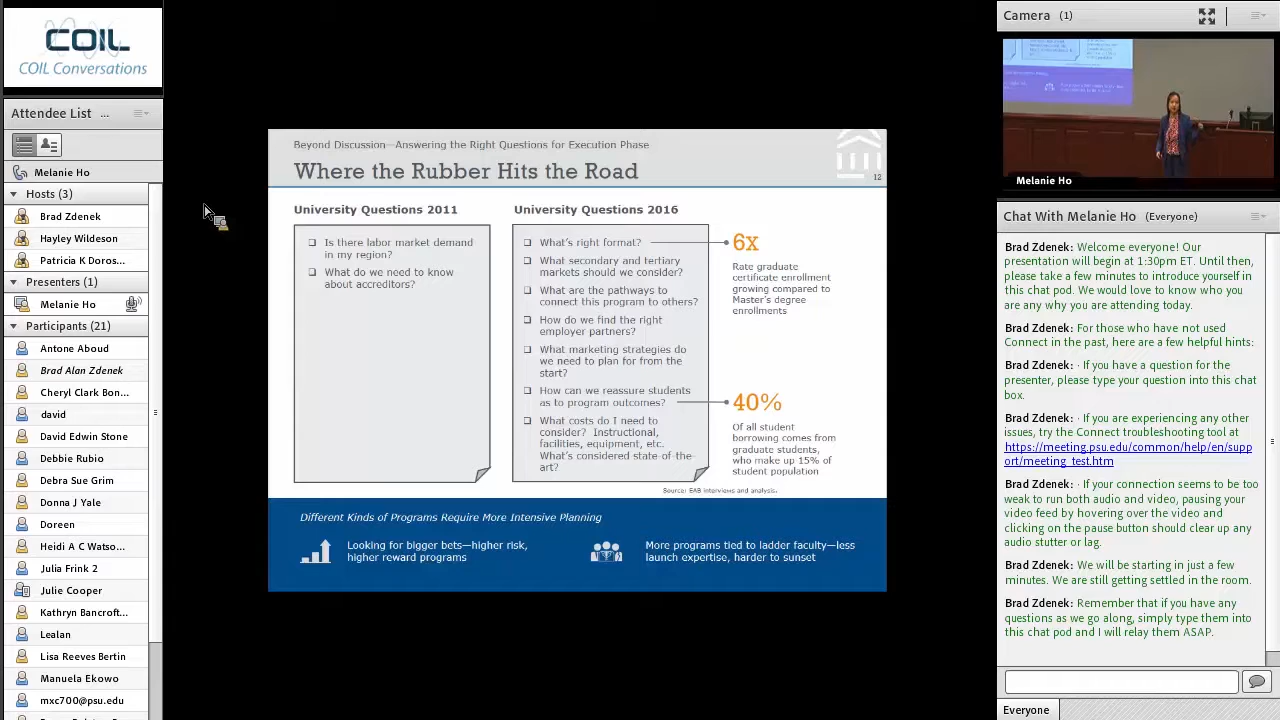 COIL
COIL Conversations
Attendee List ...
Melanie Ho
Hosts (3)
Brad Zdenek
Hayley Wildeson
Patricia K Doros...
Presenters (1)
Melanie Ho
Participants (21)
Antone Aboud
Brad Alan Zdenek
Cheryl Clark Bon...
david
David Edwin Stone
Debbie Rubio
Debra Sue Grim
Donna J Yale
Doreen
Heidi A C Watso...
Julia Frink 2
Julie Cooper
Kathryn Bancroft...
Lealan
Lisa Reeves Bertin
Manuela Ekowo
mxc700@psu.edu
Beyond Discussion—Answering the Right Questions for Execution Phase
Where the Rubber Hits the Road
12
University Questions 2011
Is there labor market demand
in my region?
What do we need to know
about accreditors?
University Questions 2016
What's right format?
What secondary and tertiary
markets should we consider?
What are the pathways to
connect this program to others?
How do we find the right
employer partners?
What marketing strategies do
we need to plan for from the
start?
How can we reassure students
as to program outcomes?
What costs do I need to
consider? Instructional,
facilities, equipment, etc.
What's considered state-of-the-
art?
6x
Rate graduate
certificate enrollment
growing compared to
Master's degree
enrollments
40%
Of all student
borrowing comes from
graduate students,
who make up 15% of
student population
Source: EAB interviews and analysis.
Different Kinds of Programs Require More Intensive Planning
Looking for bigger bets—higher risk,
higher reward programs
More programs tied to ladder faculty—less
launch expertise, harder to sunset
Camera (1)
Melanie Ho
Chat With Melanie Ho (Everyone)
Brad Zdenek: Welcome everyone! Our
presentation will begin at 1:30pm ET. Until then,
please take a few minutes to introduce yourself in
this chat pod. We would love to know who you
are any why you are attending today.
Brad Zdenek: For those who have not used
Connect in the past, here are a few helpful hints:
Brad Zdenek: · If you have a question for the
presenter, please type your question into this chat
box.
Brad Zdenek: · If you are experiencing any other
issues, try the Connect troubleshooting tool at
https://meeting.psu.edu/common/help/en/supp
ort/meeting_test.htm
Brad Zdenek: · If your connection seems to be too
weak to run both audio and video, pausing your
video feed by hovering over the video and
clicking on the pause button should clear up any
audio stutter or lag.
Brad Zdenek: We will be starting in just a few
minutes. We are still getting settled in the room.
Brad Zdenek: Remember that if you have any
questions as we go along, simply type them into
this chat pod and I will relay them ASAP.
Everyone